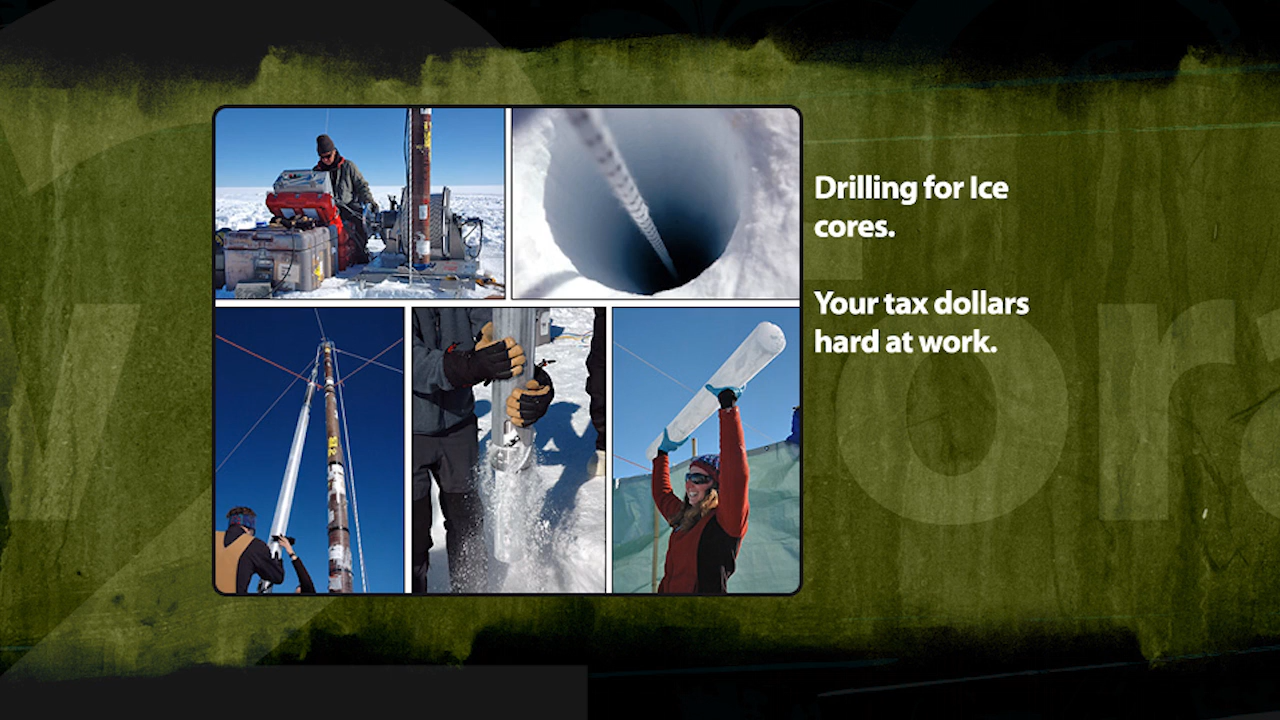 Drilling for Ice
cores.
Your tax dollars
hard at work.